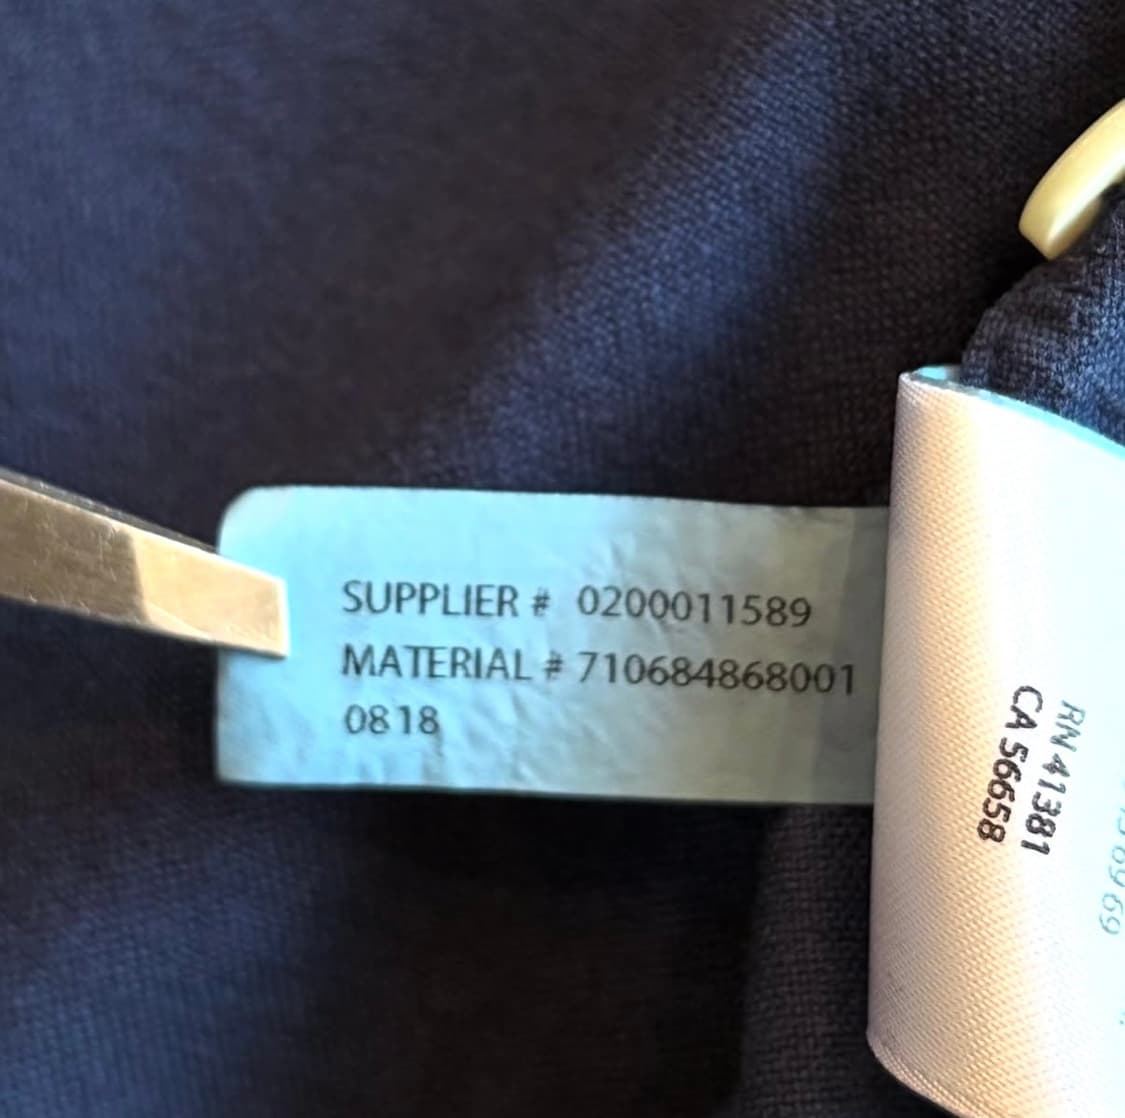 SUPPLIER # 0200011589
MATERIAL # 710684868001
0818
RN 41381
CA 56658